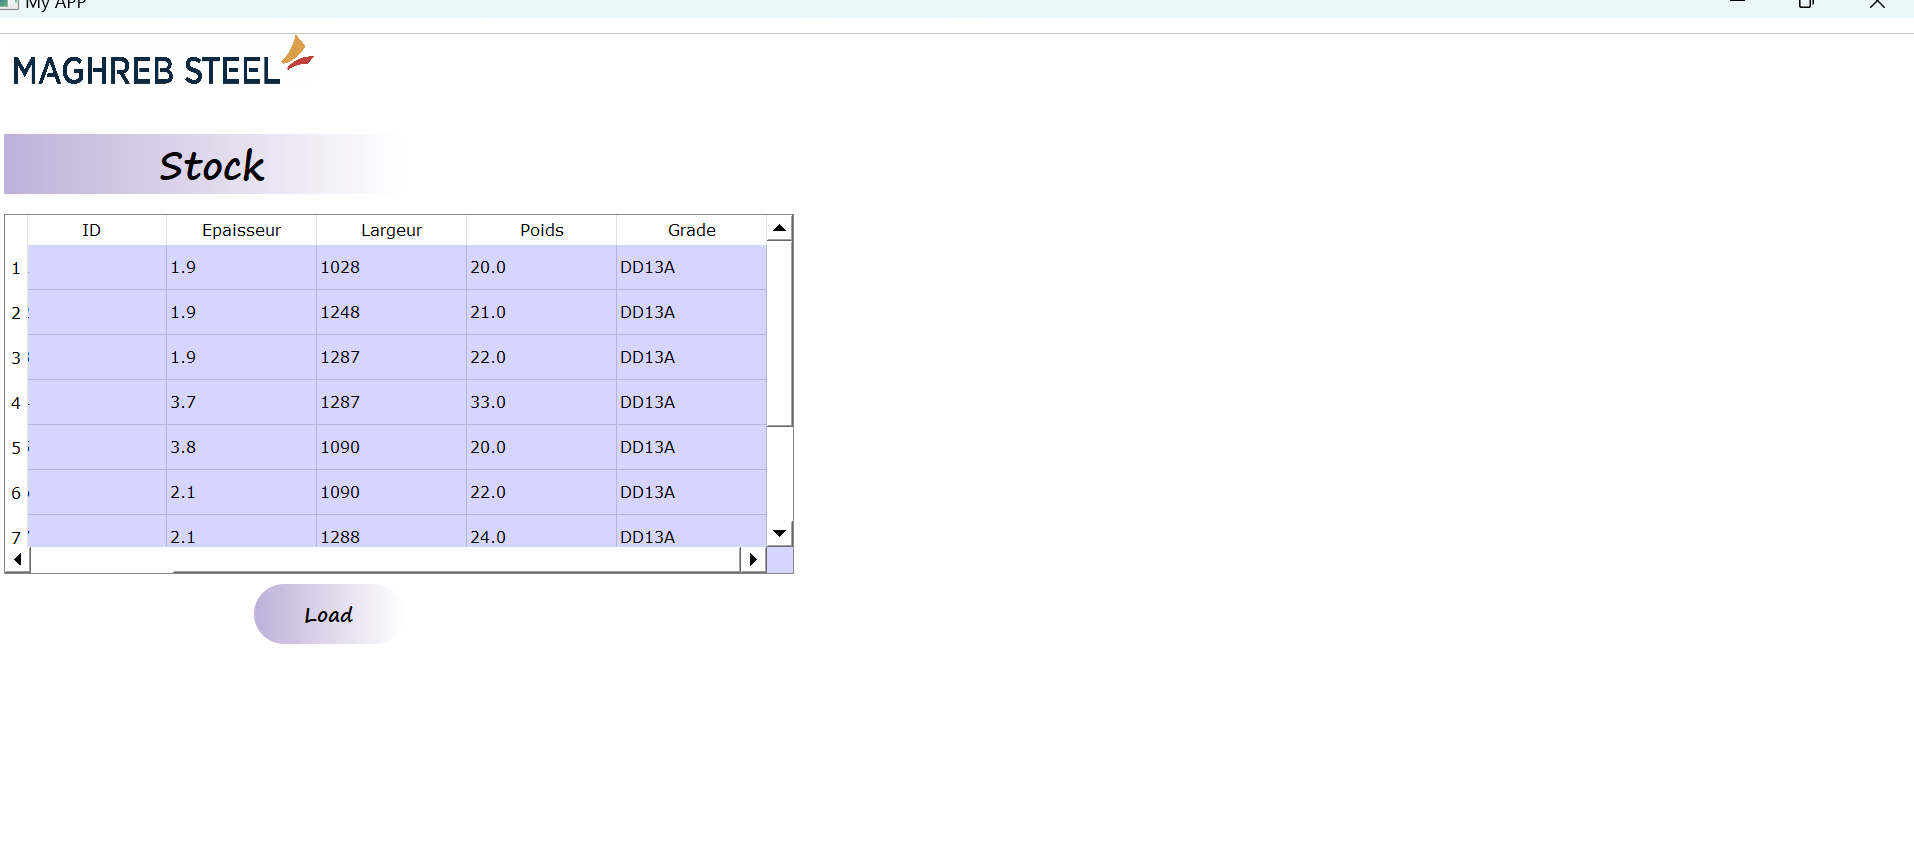 My APP
MAGHREB STEEL
Stock
ID Epaisseur Largeur Poids Grade
1 1.9 1028 20.0 DD13A
2 1.9 1248 21.0 DD13A
3 1.9 1287 22.0 DD13A
4 3.7 1287 33.0 DD13A
5 3.8 1090 20.0 DD13A
6 2.1 1090 22.0 DD13A
7 2.1 1288 24.0 DD13A
Load